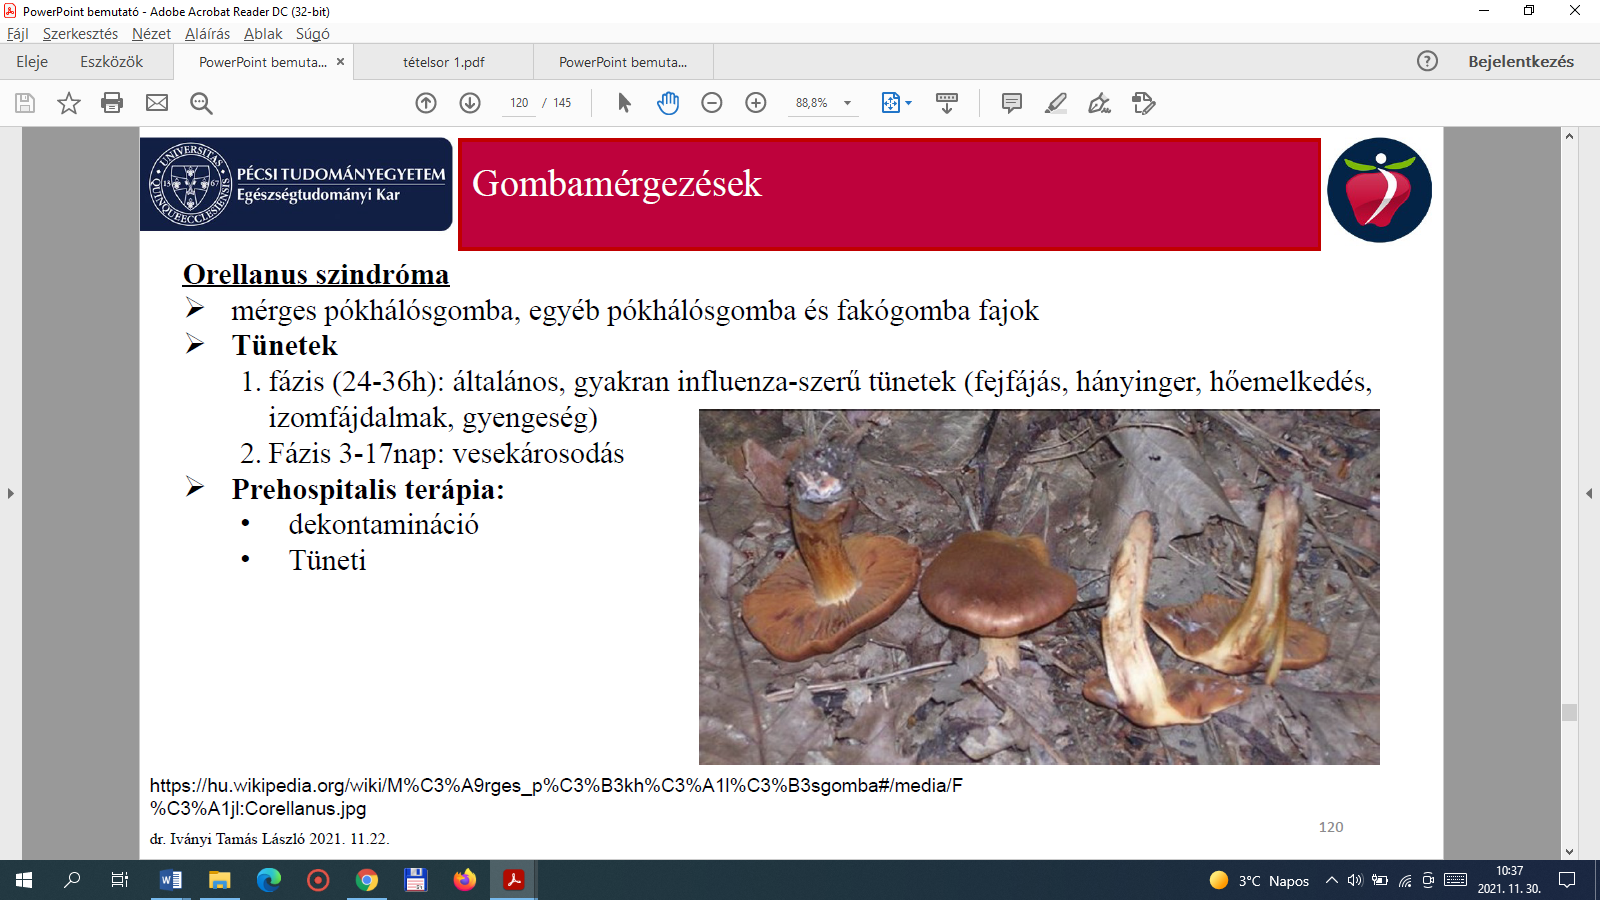 PowerPoint bemutató - Adobe Acrobat Reader DC (32-bit)
Fájl Szerkesztés Nézet Aláírás Ablak Súgó
Eleje Eszközök PowerPoint bemuta... × tételsor 1.pdf PowerPoint bemuta... ? Bejelentkezés
120 / 145 88,8%
UNIVERSITAS QUINQUEECCLESIENSIS
13 67
PÉCSI TUDOMÁNYEGYETEM
Egészségtudományi Kar
Gombamérgezések
Orellanus szindróma
➢ mérges pókhálósgomba, egyéb pókhálósgomba és fakógomba fajok
➢ Tünetek
1. fázis (24-36h): általános, gyakran influenza-szerű tünetek (fejfájás, hányinger, hőemelkedés,
izomfájdalmak, gyengeség)
2. Fázis 3-17nap: vesekárosodás
➢ Prehospitalis terápia:
• dekontamináció
• Tüneti
https://hu.wikipedia.org/wiki/M%C3%A9rges_p%C3%B3kh%C3%A1l%C3%B3sgomba#/media/F
%C3%A1jl:Corellanus.jpg
dr. Iványi Tamás László 2021. 11.22.
120
3°C Napos
10:37
2021. 11. 30.